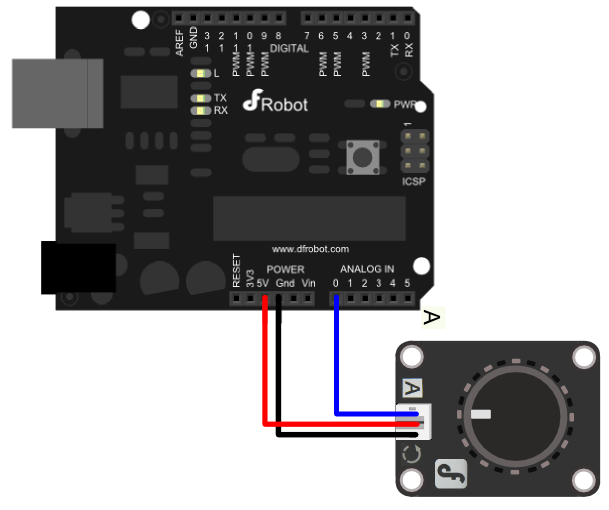 AREF
GND
13
12
11 PWM
10 PWM
9 PWM
8
DIGITAL
7
6 PWM
5 PWM
4
3 PWM
2
1 TX
0 RX
L
TX
RX
DFRobot
PWR
1
ICSP
www.dfrobot.com
POWER
ANALOG IN
RESET 3V3 5V Gnd Vin 0 1 2 3 4 5
A
A